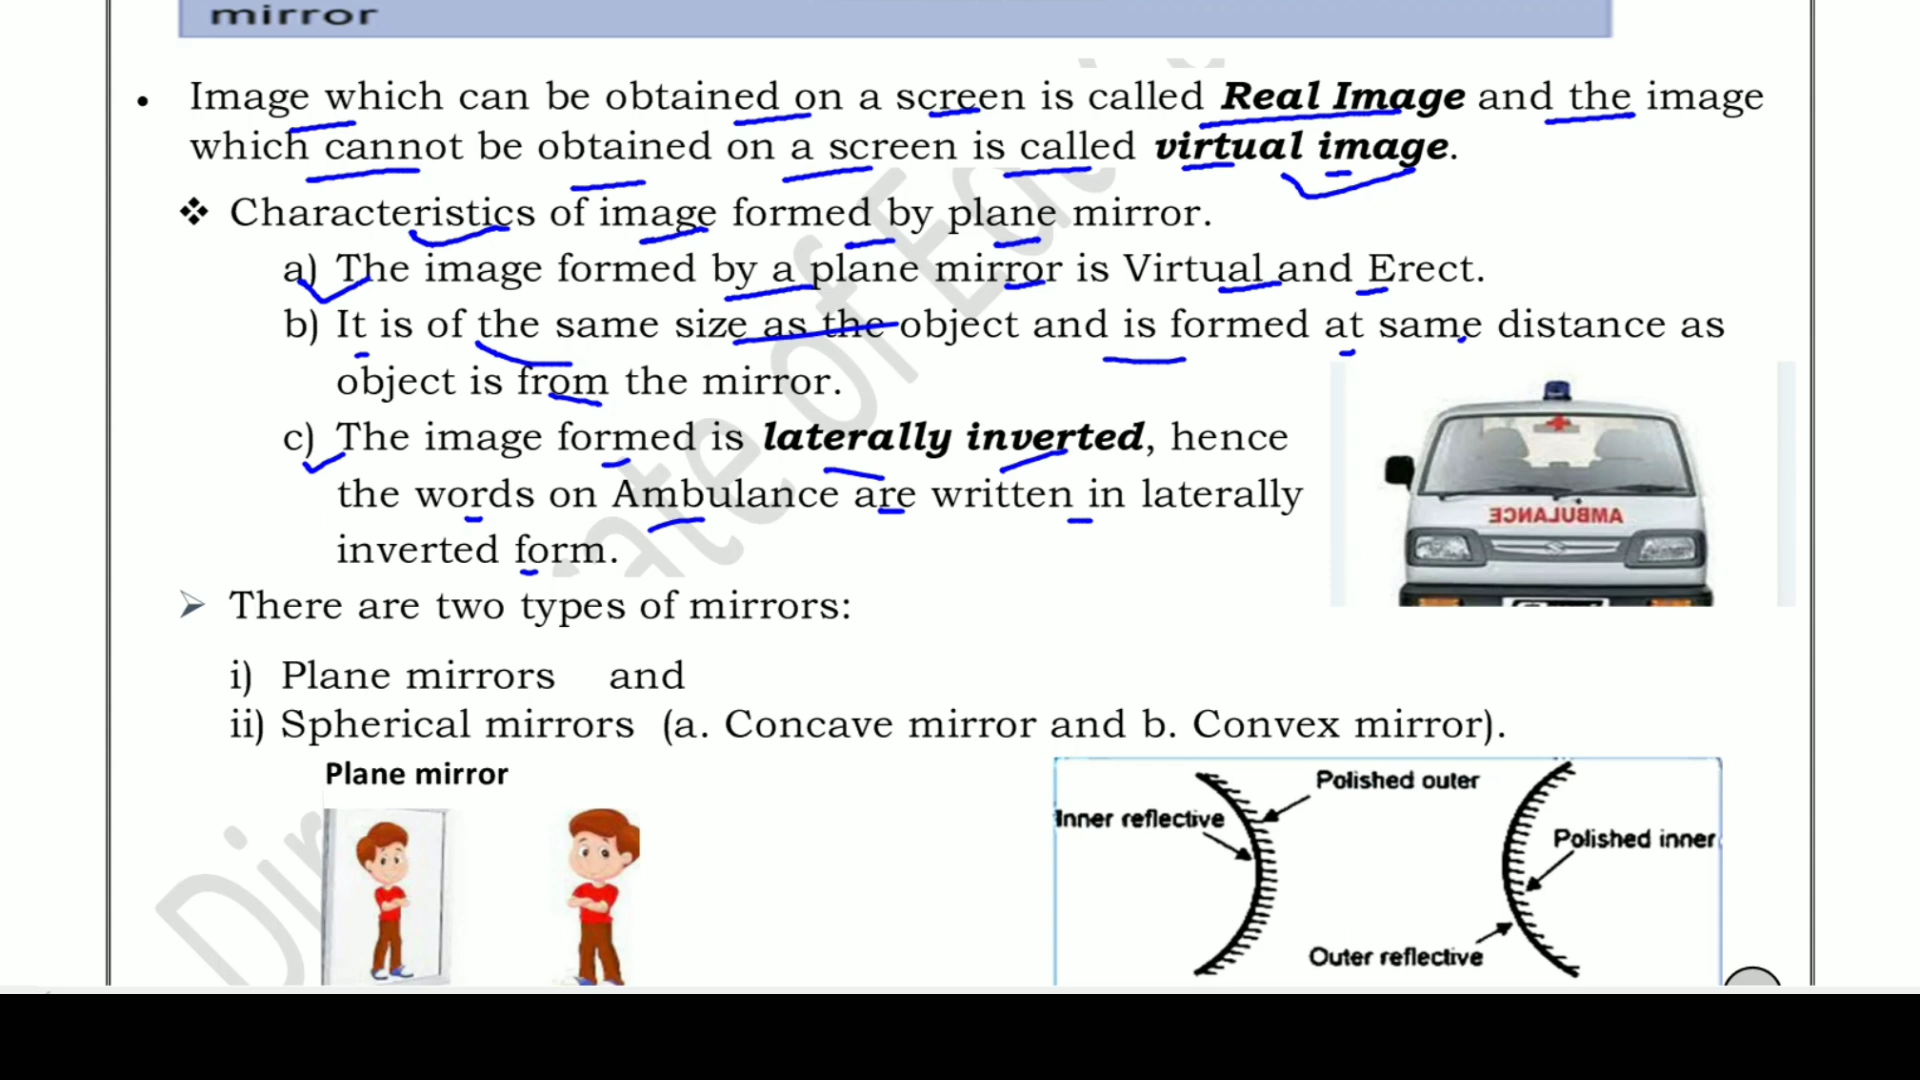 mirror
• Image which can be obtained on a screen is called Real Image and the image
which cannot be obtained on a screen is called virtual image.
❖ Characteristics of image formed by plane mirror.
a) The image formed by a plane mirror is Virtual and Erect.
b) It is of the same size as the object and is formed at same distance as
object is from the mirror.
c) The image formed is laterally inverted, hence
the words on Ambulance are written in laterally
inverted form.
AMBULANCE
➢ There are two types of mirrors:
i) Plane mirrors and
ii) Spherical mirrors (a. Concave mirror and b. Convex mirror).
Plane mirror
Polished outer
Inner reflective
Polished inner
Outer reflective